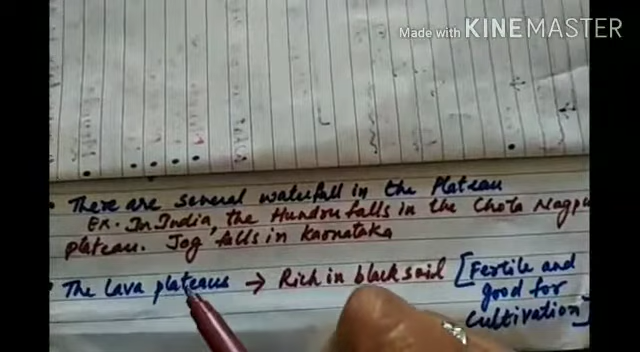 Made with KINEMASTER
There are several waterfall in the Plateau
Ex. In India, the Hundru falls in the Chota Nagpu
plateau. Jog falls in Karnataka
The Lava plateaus → Rich in black soil [Fertile and
good for
cultivation]